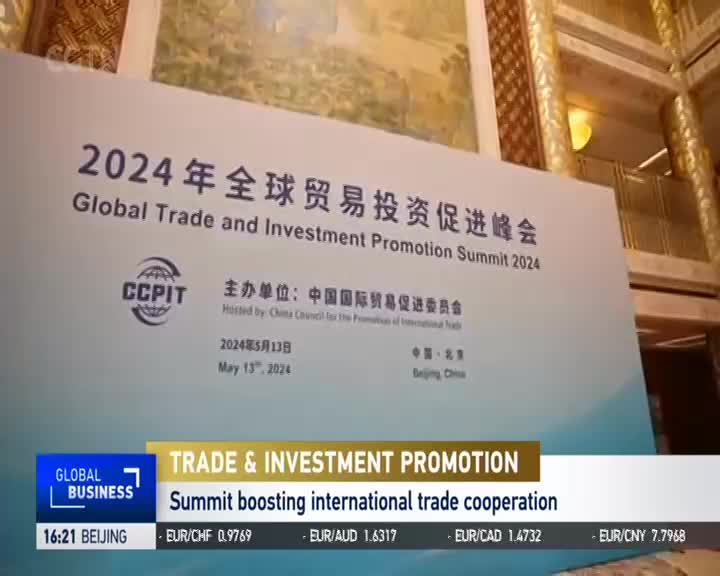 CCTV
2024年全球贸易投资促进峰会
Global Trade and Investment Promotion Summit 2024
CCPIT
主办单位：中国国际贸易促进委员会
Hosted by: China Council for the Promotion of International Trade
2024年5月13日
中国·北京
May 13th, 2024
Beijing, China
TRADE & INVESTMENT PROMOTION
GLOBAL
BUSINESS
Summit boosting international trade cooperation
16:21 BEIJING
- EUR/CHF 0.9769 - EUR/AUD 1.6317 - EUR/CAD 1.4732 - EUR/CNY 7.7968